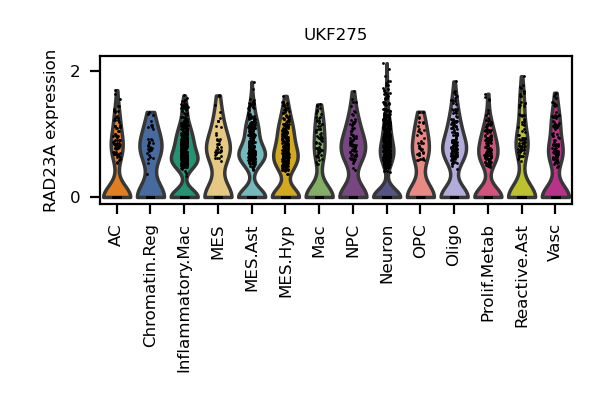 UKF275
RAD23A expression
2
0
AC
Chromatin.Reg
Inflammatory.Mac
MES
MES.Ast
MES.Hyp
Mac
NPC
Neuron
OPC
Oligo
Prolif.Metab
Reactive.Ast
Vasc